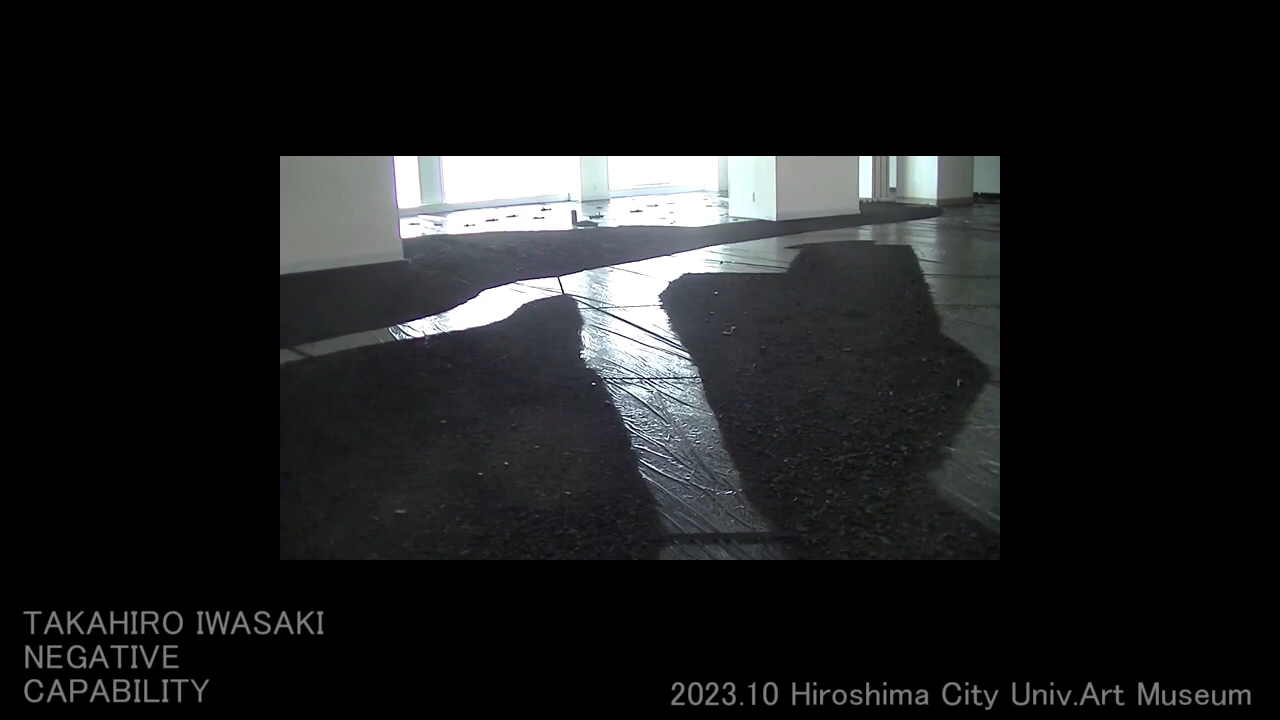 TAKAHIRO IWASAKI
NEGATIVE
CAPABILITY
2023.10 Hiroshima City Univ.Art Museum